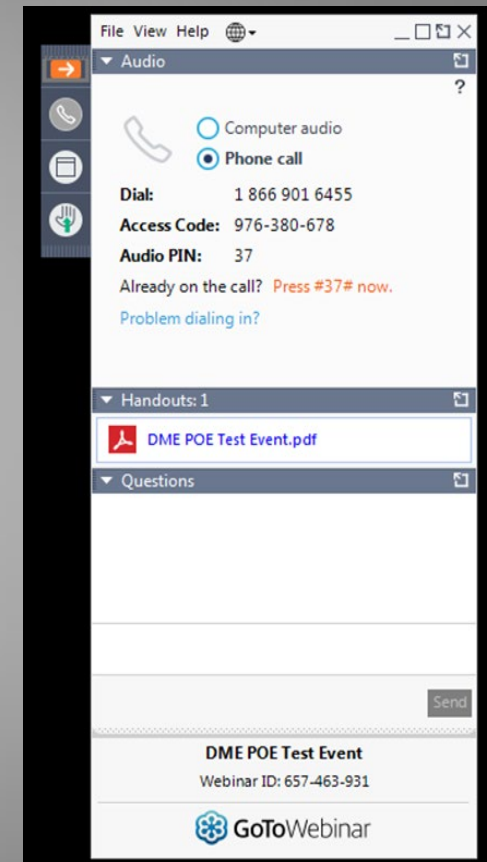 File View Help
Audio
?
Computer audio
Phone call
Dial: 1 866 901 6455
Access Code: 976-380-678
Audio PIN: 37
Already on the call? Press #37# now.
Problem dialing in?
Handouts: 1
DME POE Test Event.pdf
Questions
Send
DME POE Test Event
Webinar ID: 657-463-931
GoToWebinar